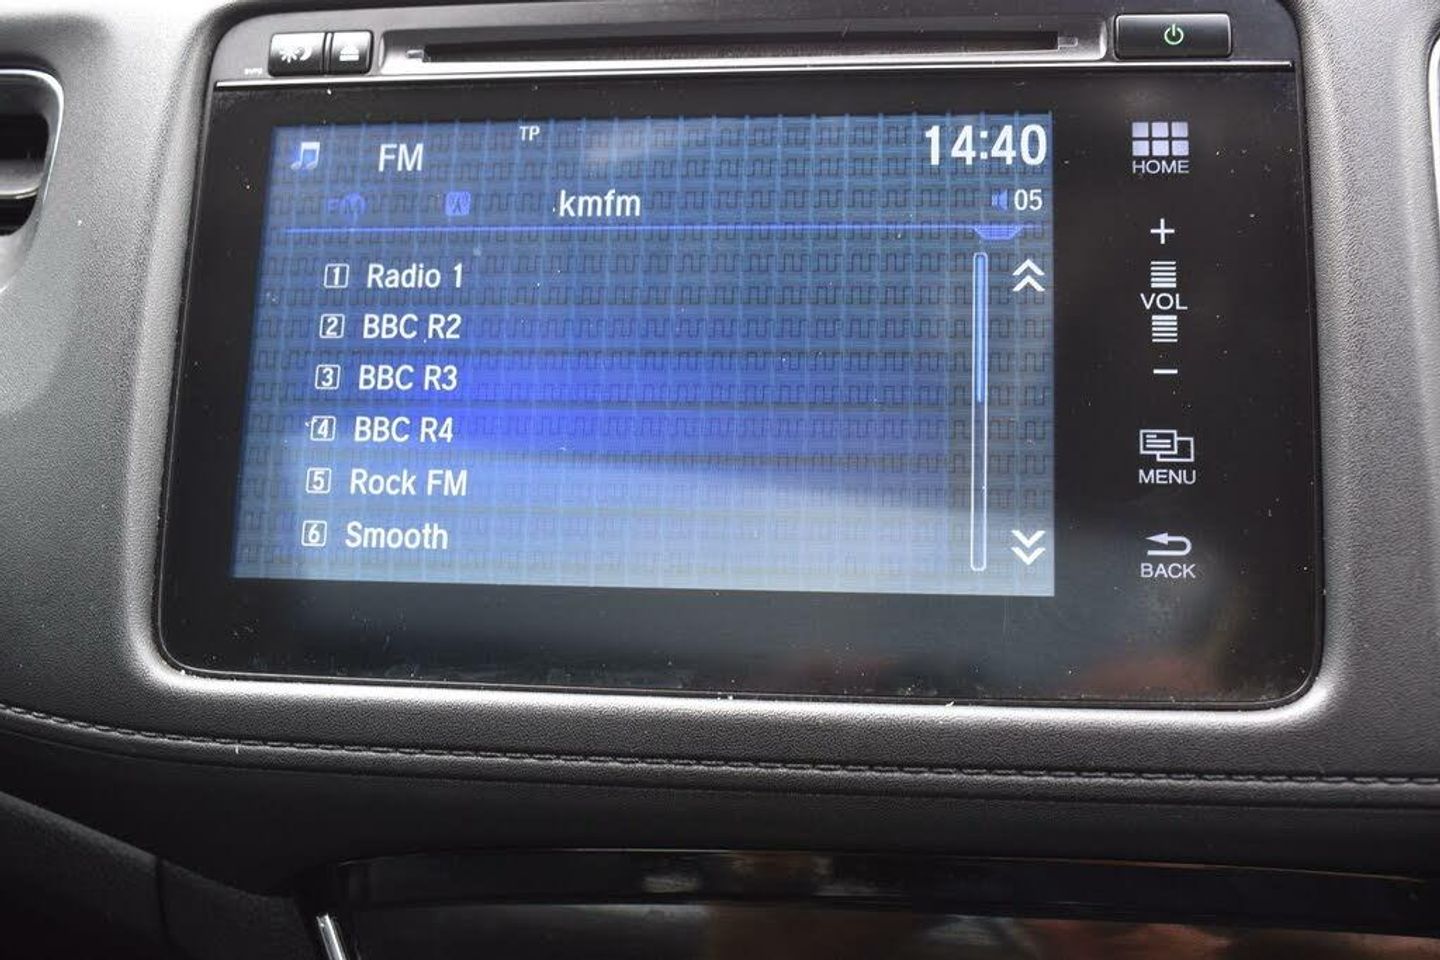 FM
TP
14:40
FM
kmfm
05
1 Radio 1
2 BBC R2
3 BBC R3
4 BBC R4
5 Rock FM
6 Smooth
HOME
+
VOL
−
MENU
BACK